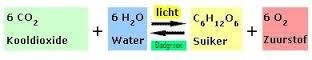 6 CO2
Kooldioxide
+
6 H2O
Water
licht
Bladgroen
C6H12O6
Suiker
+
6 O2
Zuurstof